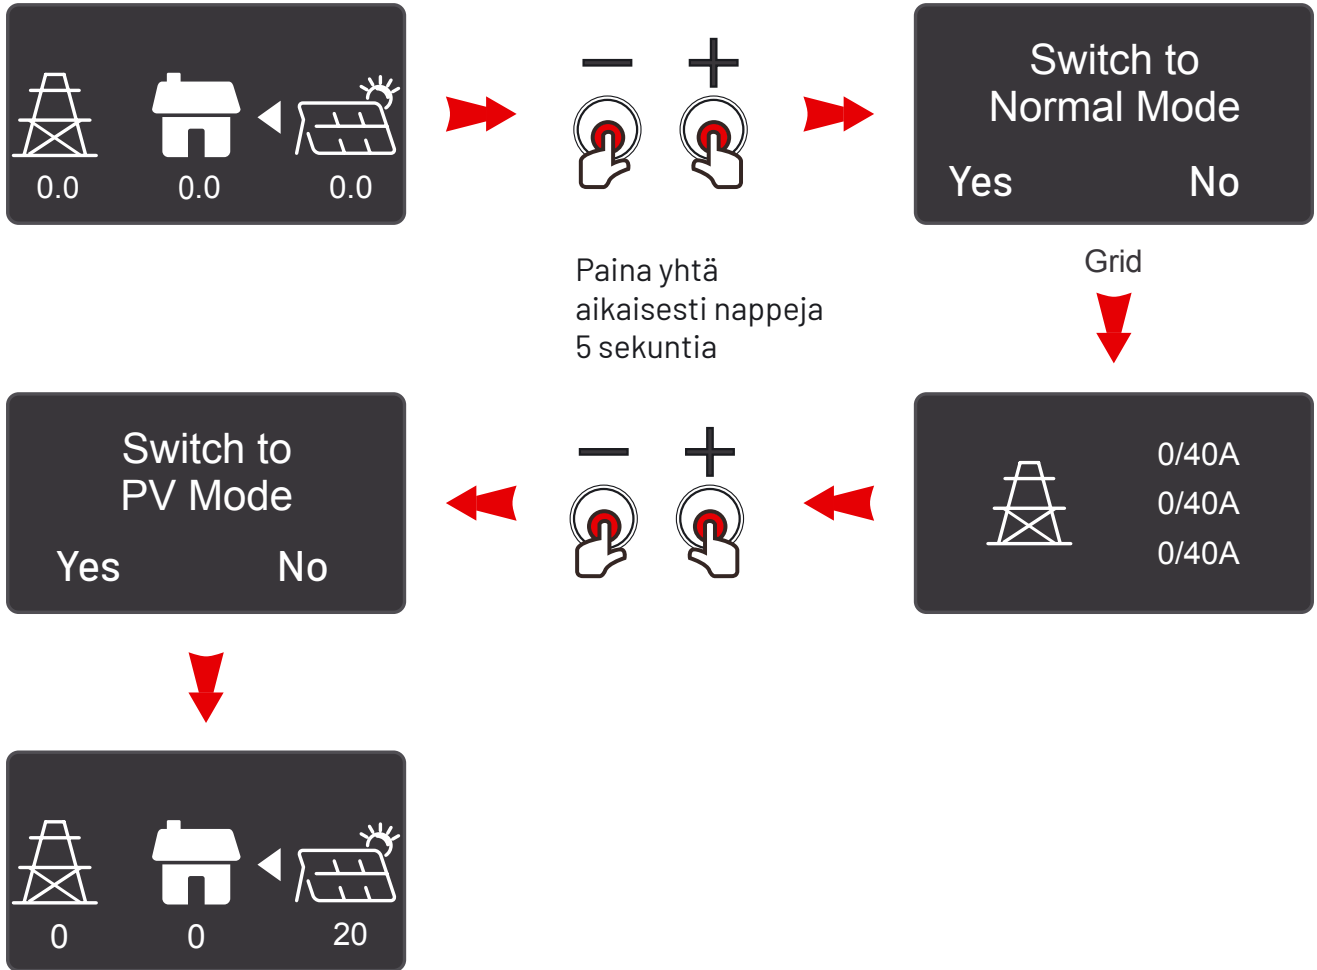 0.0 0.0 0.0
− +
Switch to
Normal Mode
Yes No
Paina yhtä
aikaisesti nappeja
5 sekuntia
Grid
0/40A
0/40A
0/40A
− +
Switch to
PV Mode
Yes No
0 0 20